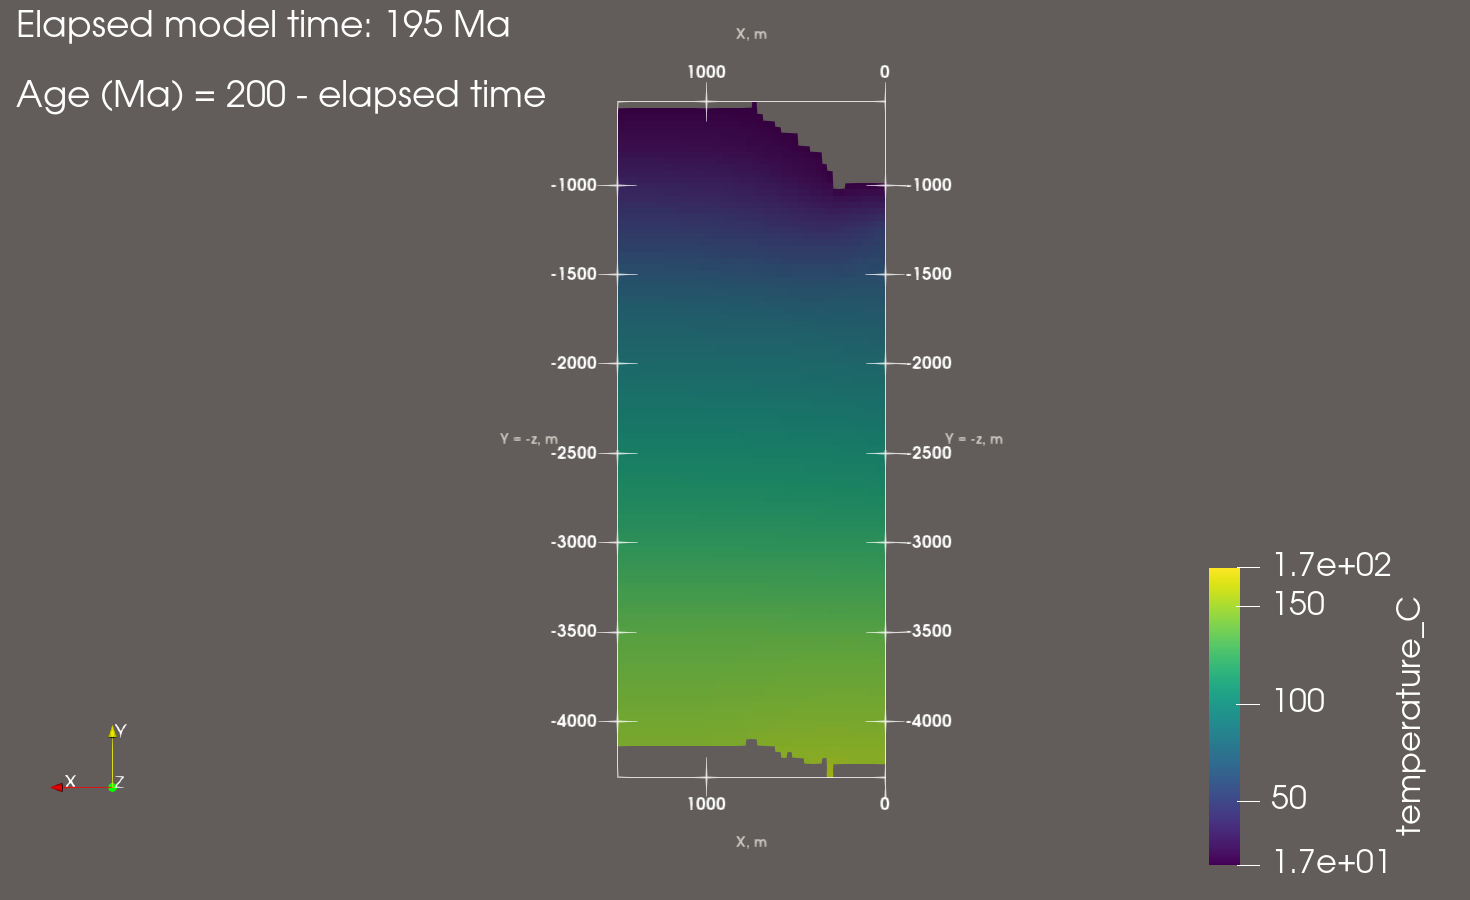 Elapsed model time: 195 Ma
Age (Ma) = 200 - elapsed time
X, m
1000 0
-1000 -1000
-1500 -1500
-2000 -2000
Y = -z, m Y = -z, m
-2500 -2500
-3000 -3000
-3500 -3500
-4000 -4000
1000 0
X, m
Y
X Z
1.7e+02
150
100
50
1.7e+01
temperature_C